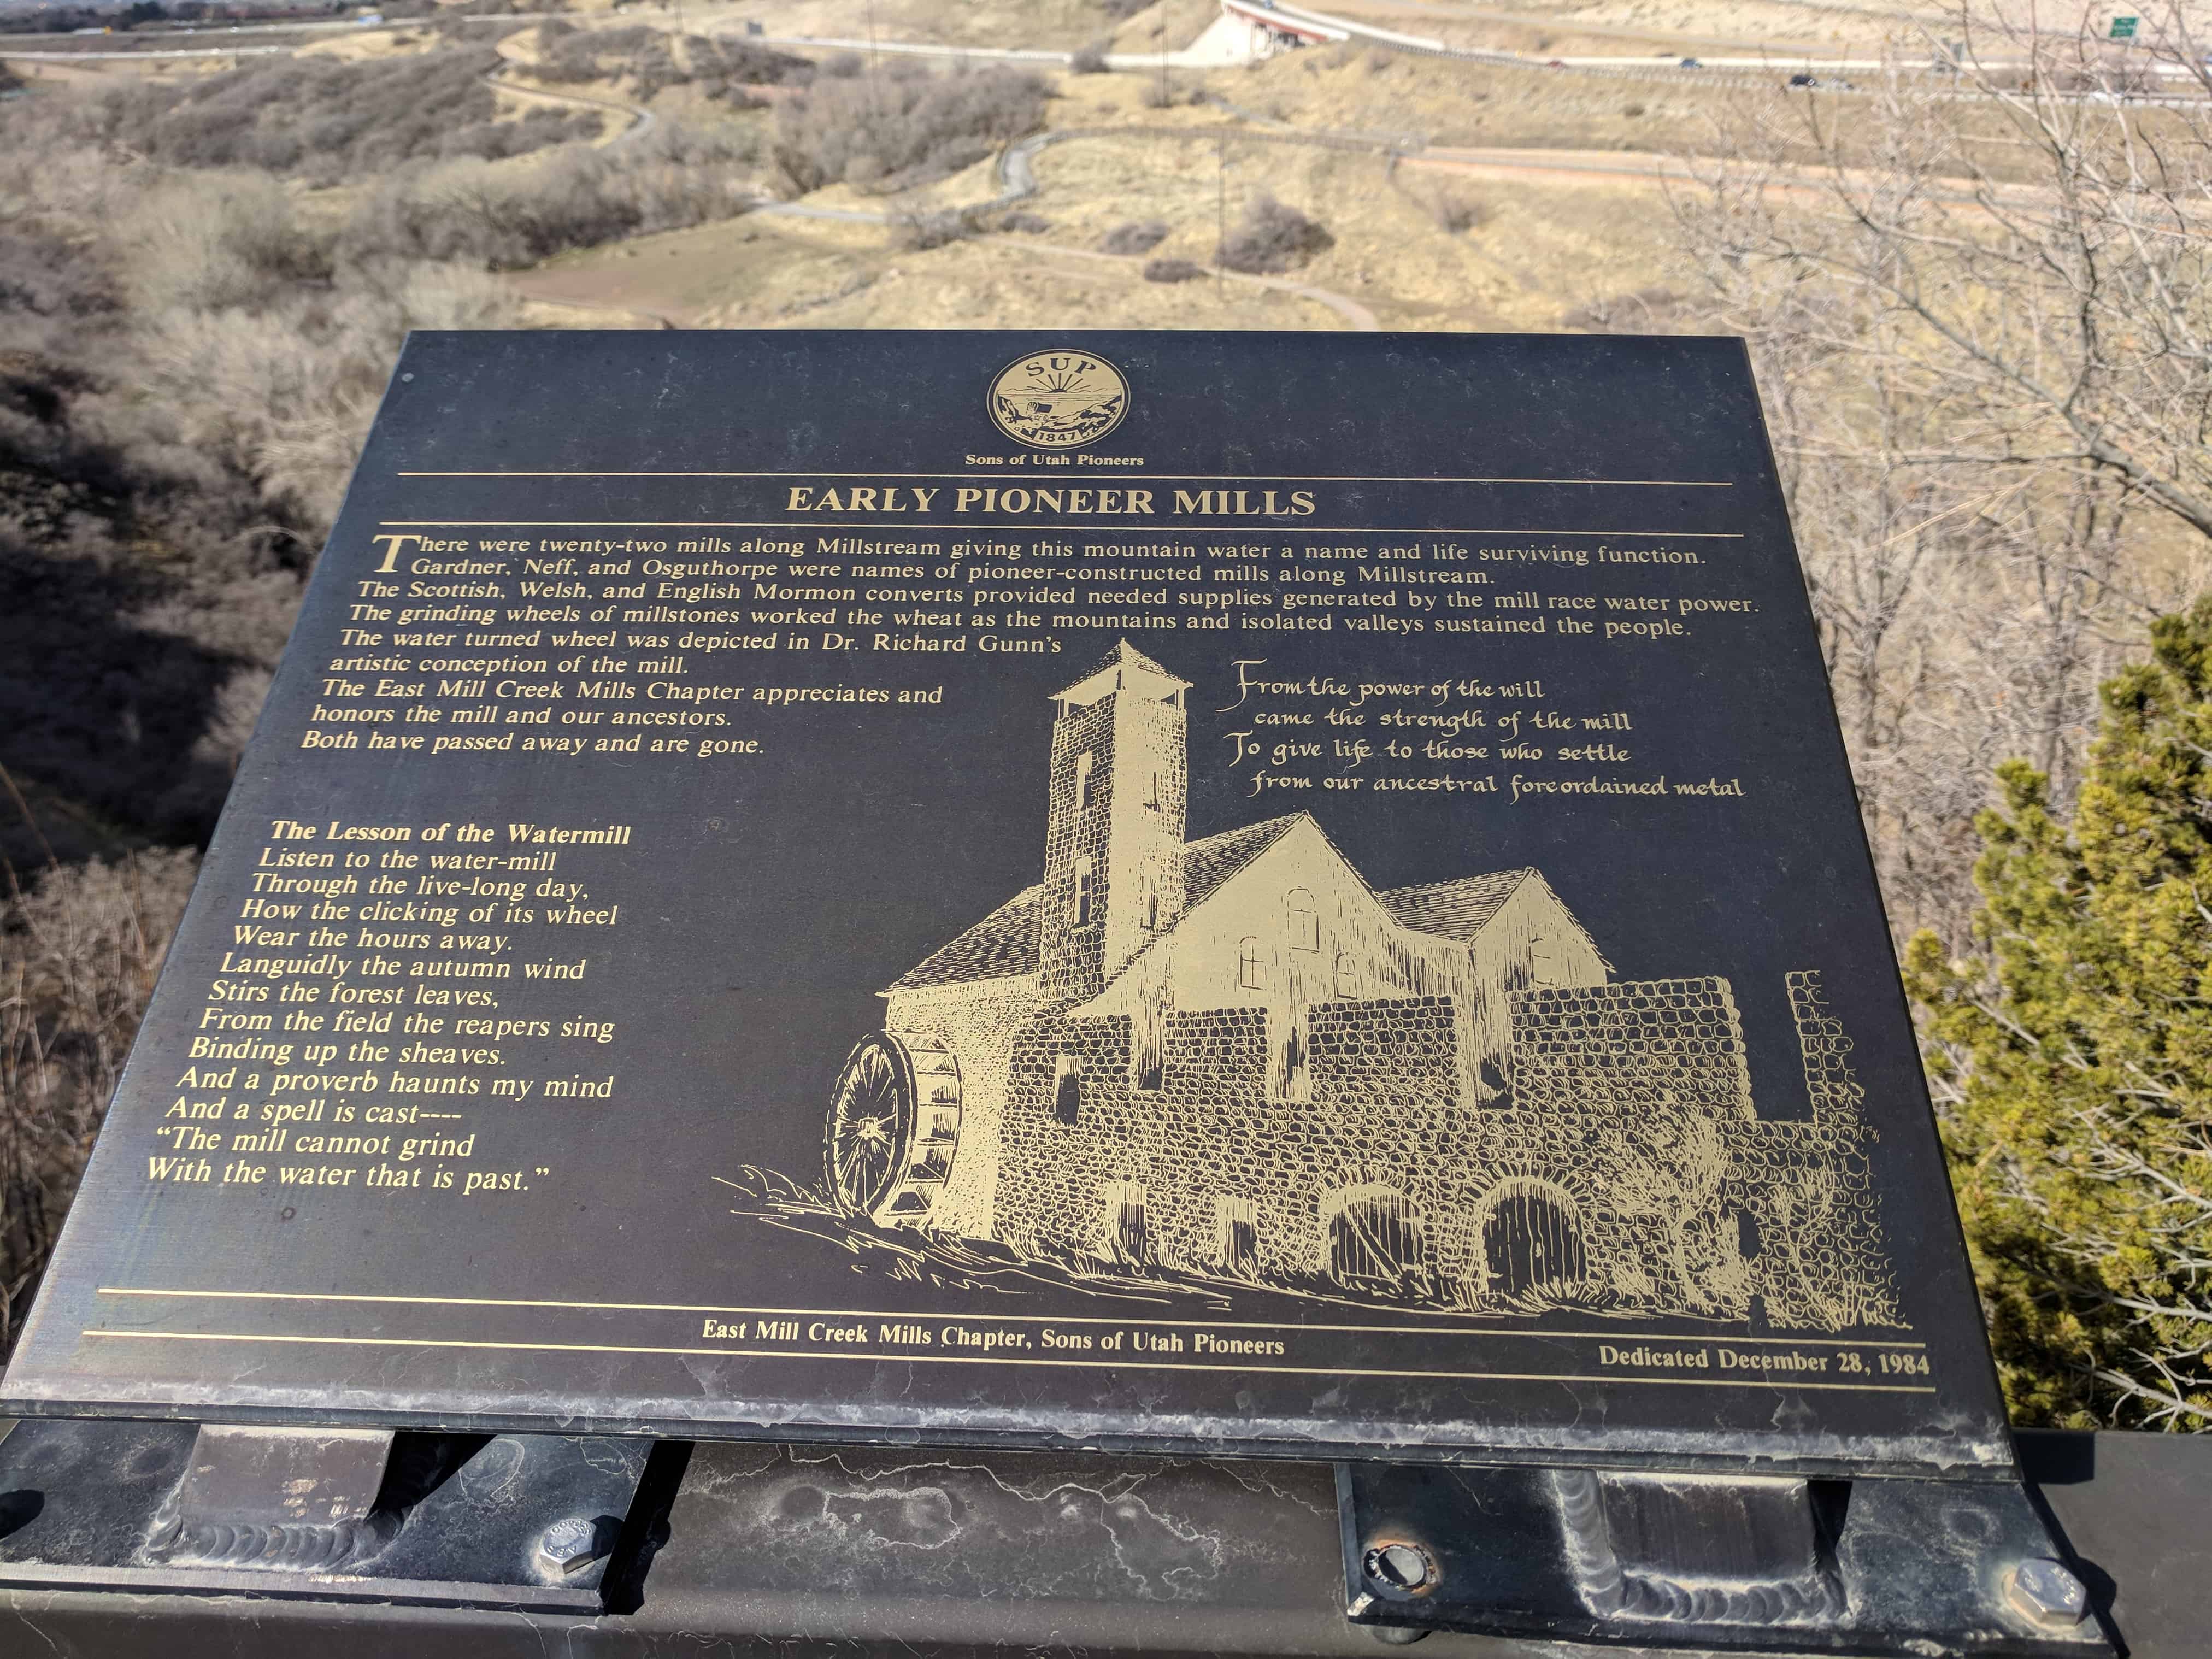 SUP
1847
Sons of Utah Pioneers
EARLY PIONEER MILLS
There were twenty-two mills along Millstream giving this mountain water a name and life surviving function.
Gardner, Neff, and Osguthorpe were names of pioneer-constructed mills along Millstream.
The Scottish, Welsh, and English Mormon converts provided needed supplies generated by the mill race water power.
The grinding wheels of millstones worked the wheat as the mountains and isolated valleys sustained the people.
The water turned wheel was depicted in Dr. Richard Gunn's
artistic conception of the mill.
The East Mill Creek Mills Chapter appreciates and
honors the mill and our ancestors.
Both have passed away and are gone.
From the power of the will
came the strength of the mill
To give life to those who settle
from our ancestral foreordained metal
The Lesson of the Watermill
Listen to the water-mill
Through the live-long day,
How the clicking of its wheel
Wear the hours away.
Languidly the autumn wind
Stirs the forest leaves,
From the field the reapers sing
Binding up the sheaves.
And a proverb haunts my mind
And a spell is cast----
“The mill cannot grind
With the water that is past.”
East Mill Creek Mills Chapter, Sons of Utah Pioneers
Dedicated December 28, 1984